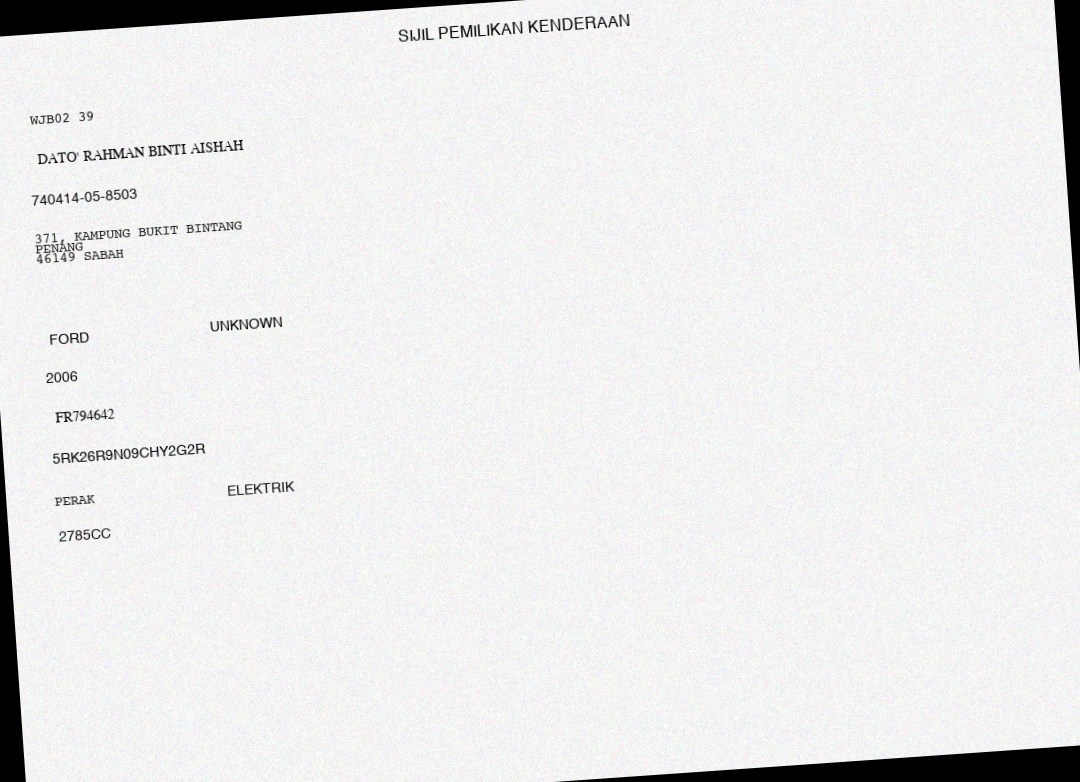 SIJIL PEMILIKAN KENDERAAN
WJB02 39
DATO' RAHMAN BINTI AISHAH
740414-05-8503
371, KAMPUNG BUKIT BINTANG
PENANG
46149 SABAH
FORD UNKNOWN
2006
FR794642
5RK26R9N09CHY2G2R
PERAK ELEKTRIK
2785CC